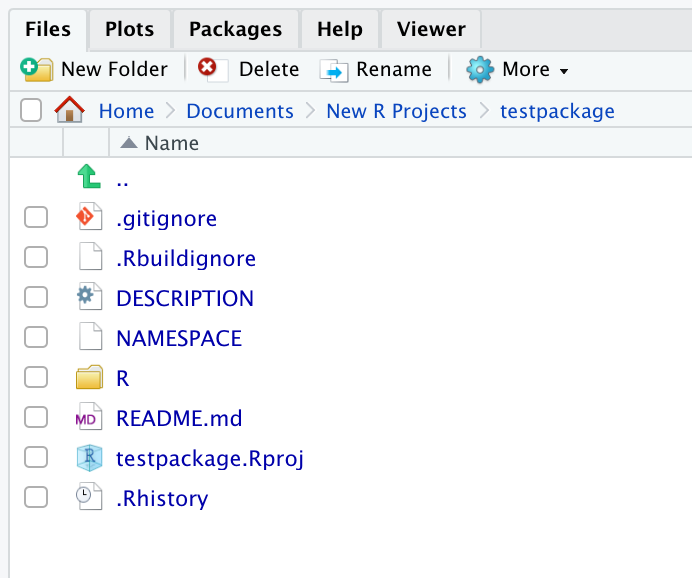 Files Plots Packages Help Viewer
New Folder Delete Rename More
Home Documents New R Projects testpackage
Name
..
.gitignore
.Rbuildignore
DESCRIPTION
NAMESPACE
R
MD README.md
R testpackage.Rproj
.Rhistory